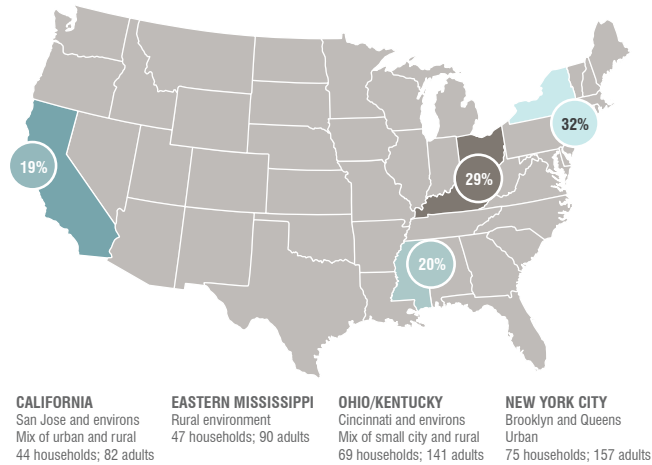 32%
19%
29%
20%
CALIFORNIA
San Jose and environs
Mix of urban and rural
44 households; 82 adults
EASTERN MISSISSIPPI
Rural environment
47 households; 90 adults
OHIO/KENTUCKY
Cincinnati and environs
Mix of small city and rural
69 households; 141 adults
NEW YORK CITY
Brooklyn and Queens
Urban
75 households; 157 adults